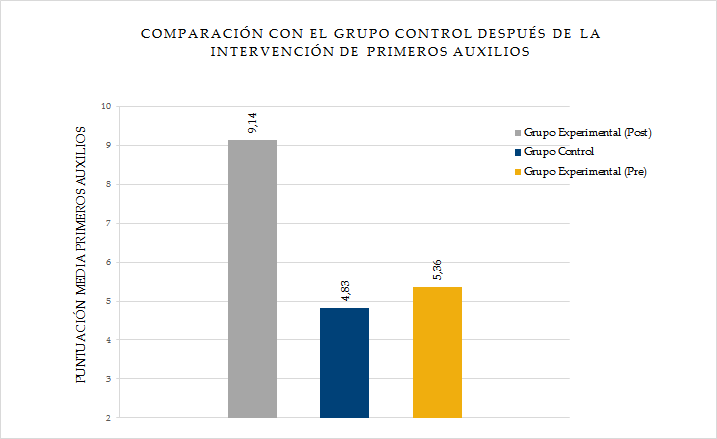 COMPARACIÓN CON EL GRUPO CONTROL DESPUÉS DE LA
INTERVENCIÓN DE PRIMEROS AUXILIOS
PUNTUACIÓN MEDIA PRIMEROS AUXILIOS
10
9
8
7
6
5
4
3
2
9,14
4,83
5,36
Grupo Experimental (Post)
Grupo Control
Grupo Experimental (Pre)